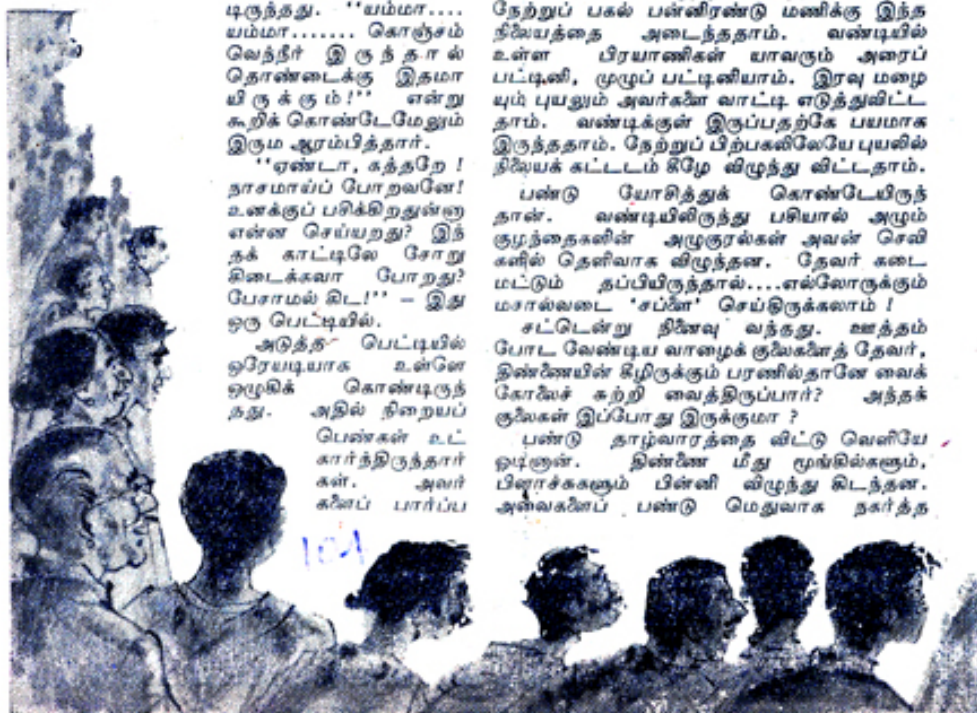 டிருந்தது. ‘‘யம்மா....
யம்மா....... கொஞ்சம்
வெந்நீர் இ ரு ந் தா ல்
தொண்டைக்கு இதமா
யி ரு க் கு ம் !’’ என்று
கூறிக் கொண்டேமேலும்
இரும ஆரம்பித்தார்.
‘‘ஏண்டா, கத்தறே !
நாசமாய்ப் போறவனே!
உனக்குப் பசிக்கிறதுன்னு
என்ன செய்யறது? இந்
தக் காட்டிலே சோறு
கிடைக்கவா போறது?
பேசாமல் கிட!’’ – இது
ஒரு பெட்டியில்.
அடுத்த பெட்டியில்
ஒரேயடியாக உள்ளே
ஒழுகிக் கொண்டிருந்
தது. அதில் நிறையப்
பெண்கள் உட்
கார்ந்திருந்தார்
கள். அவர்
களைப் பார்ப்ப
நேற்றுப் பகல் பன்னிரண்டு மணிக்கு இந்த
நிலையத்தை அடைந்ததாம். வண்டியில்
உள்ள பிரயாணிகள் யாவரும் அரைப்
பட்டினி, முழுப் பட்டினியாம். இரவு மழை
யும் புயலும் அவர்களை வாட்டி எடுத்துவிட்ட
தாம். வண்டிக்குள் இருப்பதற்கே பயமாக
இருந்ததாம். நேற்றுப் பிற்பகலிலேயே புயலில்
நிலையக் கட்டடம் கீழே விழுந்து விட்டதாம்.
பண்டு யோசித்துக் கொண்டேயிருந்
தான். வண்டியிலிருந்து பசியால் அழும்
குழந்தைகளின் அழுகுரல்கள் அவன் செவி
களில் தெளிவாக விழுந்தன. தேவர் கடை
மட்டும் தப்பியிருந்தால்....எல்லோருக்கும்
மசால்வடை ‘சப்ளை’ செய்திருக்கலாம் !
சட்டென்று நினைவு வந்தது. ஊத்தம்
போட வேண்டிய வாழைக் குலைகளைத் தேவர்,
திண்ணையின் கீழிருக்கும் பரணில்தானே வைக்
கோலைச் சுற்றி வைத்திருப்பார்? அந்தக்
குலைகள் இப்போது இருக்குமா ?
பண்டு தாழ்வாரத்தை விட்டு வெளியே
ஓடினான். திண்ணை மீது மூங்கில்களும்,
பிளாச்சுகளும் பின்னி விழுந்து கிடந்தன.
அவைகளைப் பண்டு மெதுவாக நகர்த்த
101